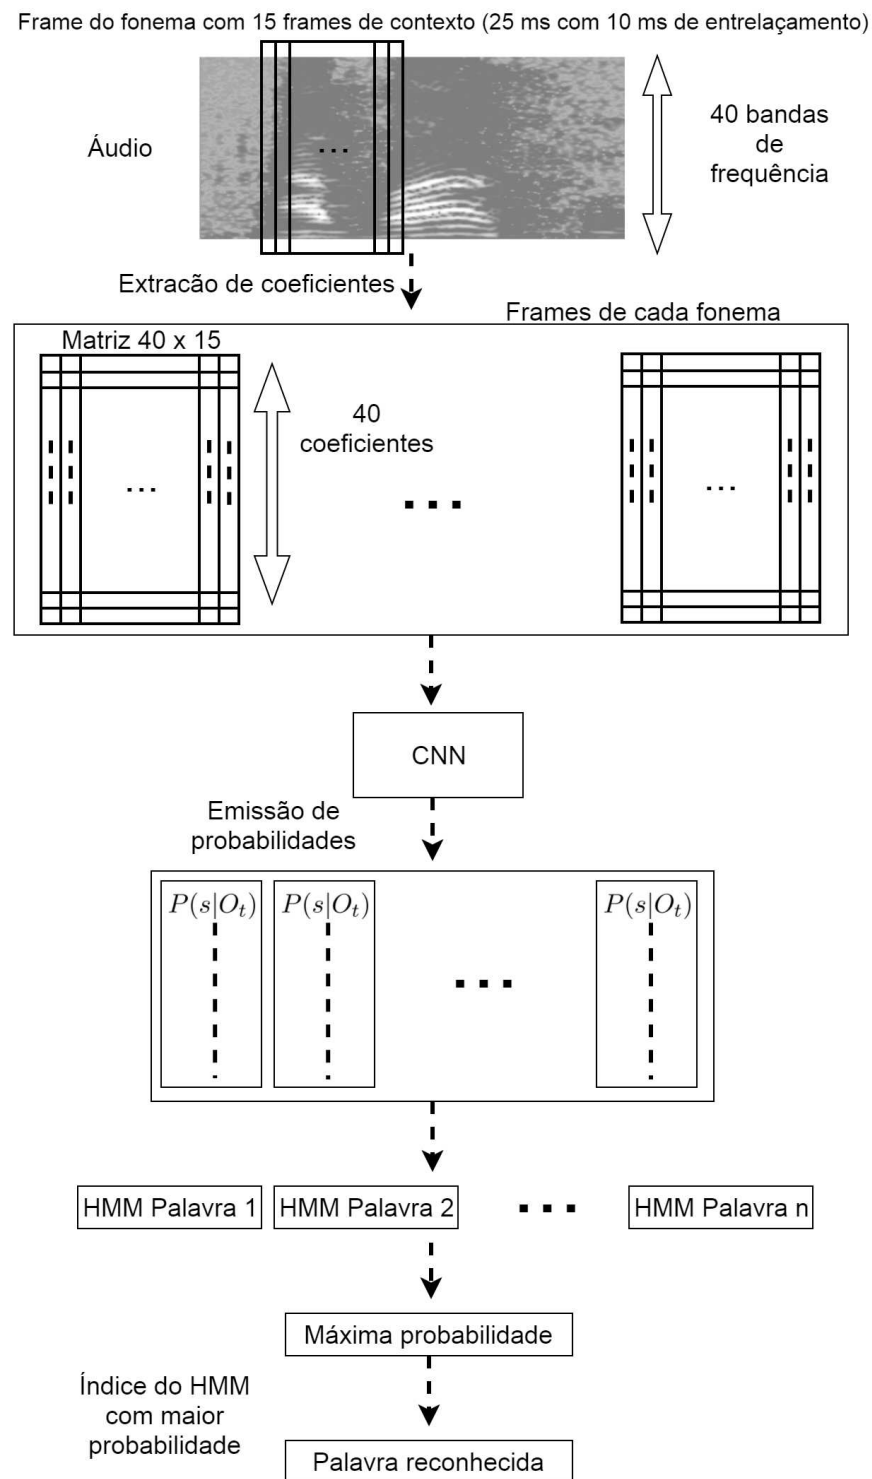 Frame do fonema com 15 frames de contexto (25 ms com 10 ms de entrelaçamento)
Áudio
...
40 bandas
de
frequência
Extracão de coeficientes
Frames de cada fonema
Matriz 40 x 15
40
coeficientes
...
...
...
CNN
Emissão de
probabilidades
P(s|O_t) P(s|O_t) ... P(s|O_t)
HMM Palavra 1 HMM Palavra 2 ... HMM Palavra n
Máxima probabilidade
Índice do HMM
com maior
probabilidade
Palavra reconhecida